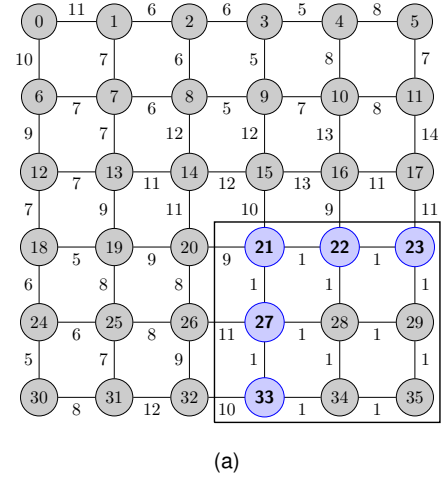 0 11 1 6 2 6 3 5 4 8 5
10 7 6 5 8 7
6 7 7 6 8 5 9 7 10 8 11
9 7 12 12 13 14
12 7 13 11 14 12 15 13 16 11 17
7 9 11 10 9 11
18 5 19 9 20 9 21 1 22 1 23
6 8 8 1 1 1
24 6 25 8 26 11 27 1 28 1 29
5 7 9 1 1 1
30 8 31 12 32 10 33 1 34 1 35
(a)